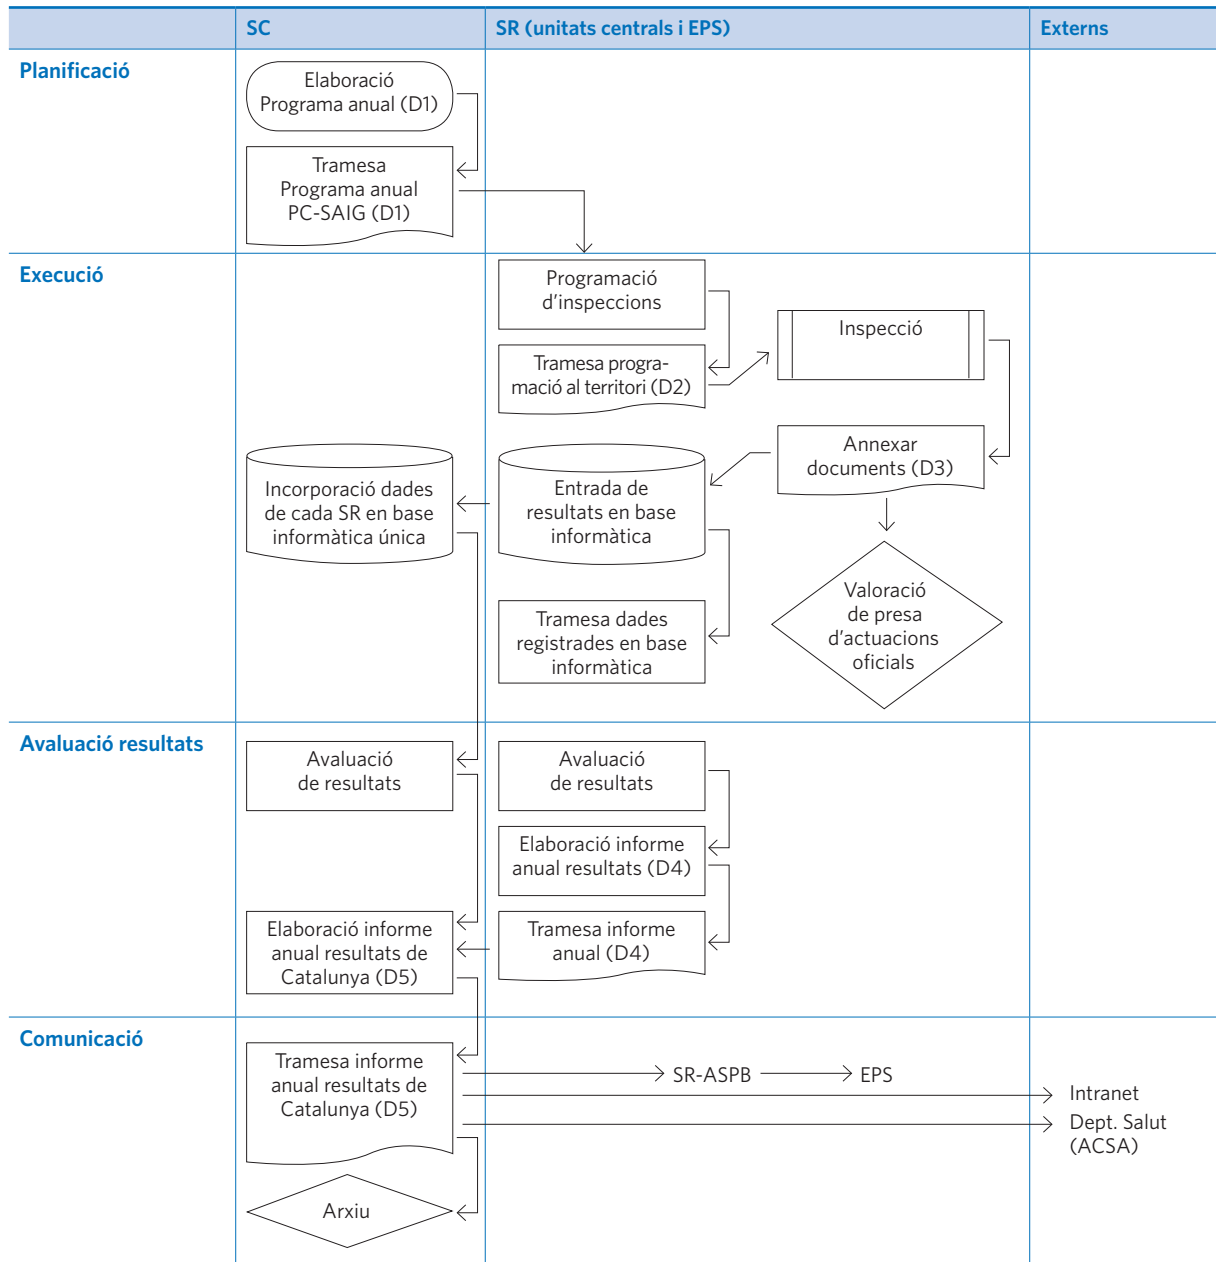 SC
SR (unitats centrals i EPS)
Externs
Planificació
Elaboració
Programa anual (D1)
Tramesa
Programa anual
PC-SAIG (D1)
Execució
Programació
d'inspeccions
Inspecció
Tramesa progra-
mació al territori (D2)
Annexar
documents (D3)
Incorporació dades
de cada SR en base
informàtica única
Entrada de
resultats en base
informàtica
Valoració
de presa
d'actuacions
oficials
Tramesa dades
registrades en base
informàtica
Avaluació resultats
Avaluació
de resultats
Avaluació
de resultats
Elaboració informe
anual resultats (D4)
Elaboració informe
anual resultats de
Catalunya (D5)
Tramesa informe
anual (D4)
Comunicació
Tramesa informe
anual resultats de
Catalunya (D5)
SR-ASPB
EPS
Intranet
Dept. Salut
(ACSA)
Arxiu